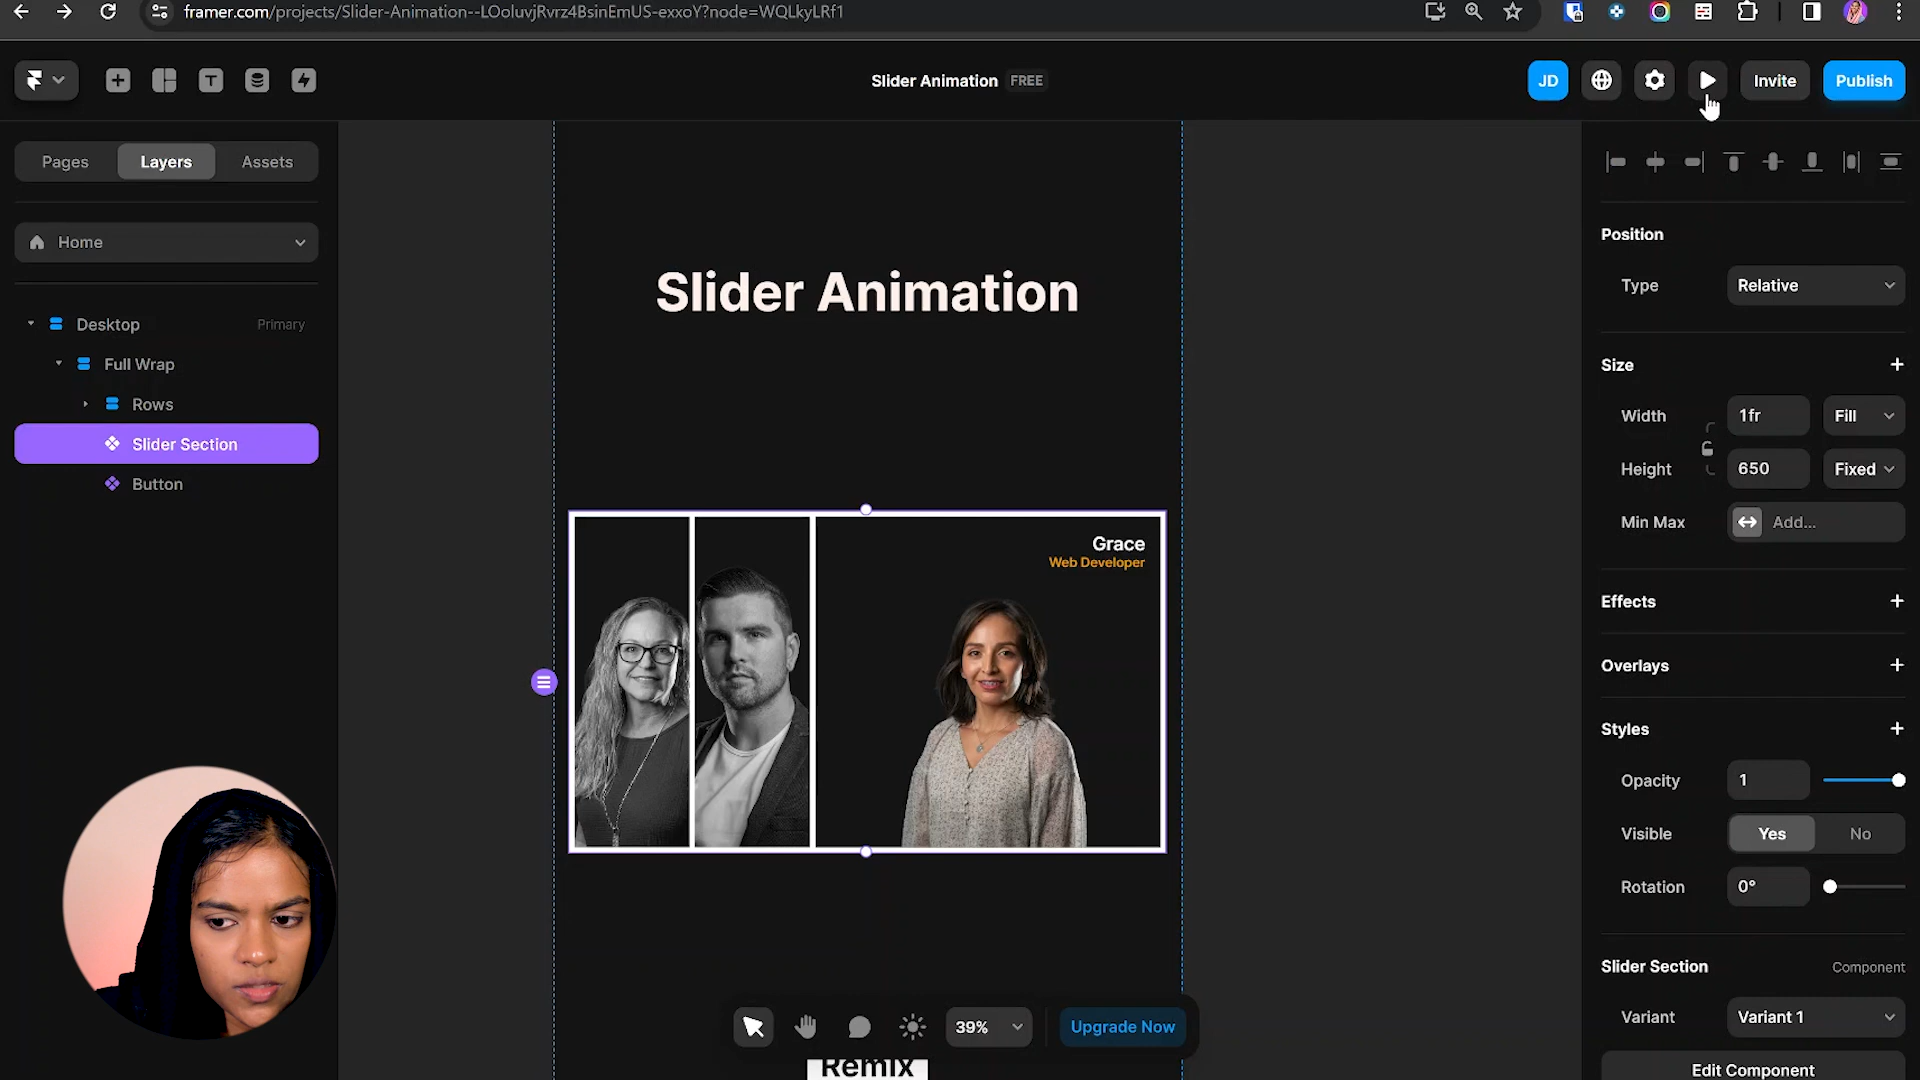 framer.com/projects/Slider-Animation--LOoluvjRvrz4BsinEmUS-exxoY?node=WQLkyLRf1
Slider Animation FREE
JD
Invite
Publish
Pages
Layers
Assets
Home
Desktop
Primary
Full Wrap
Rows
Slider Section
Button
Slider Animation
Grace
Web Developer
Remix
39%
Upgrade Now
Position
Type
Relative
Size
Width
1fr
Fill
Height
650
Fixed
Min Max
Add...
Effects
Overlays
Styles
Opacity
1
Visible
Yes
No
Rotation
0°
Slider Section
Component
Variant
Variant 1
Edit Component